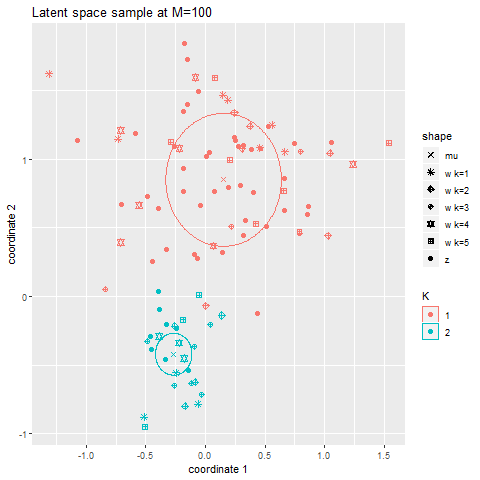 Latent space sample at M=100
coordinate 2
1
0
-1
-1.0
-0.5
0.0
0.5
1.0
1.5
coordinate 1
shape
mu
w k=1
w k=2
w k=3
w k=4
w k=5
z
K
1
2